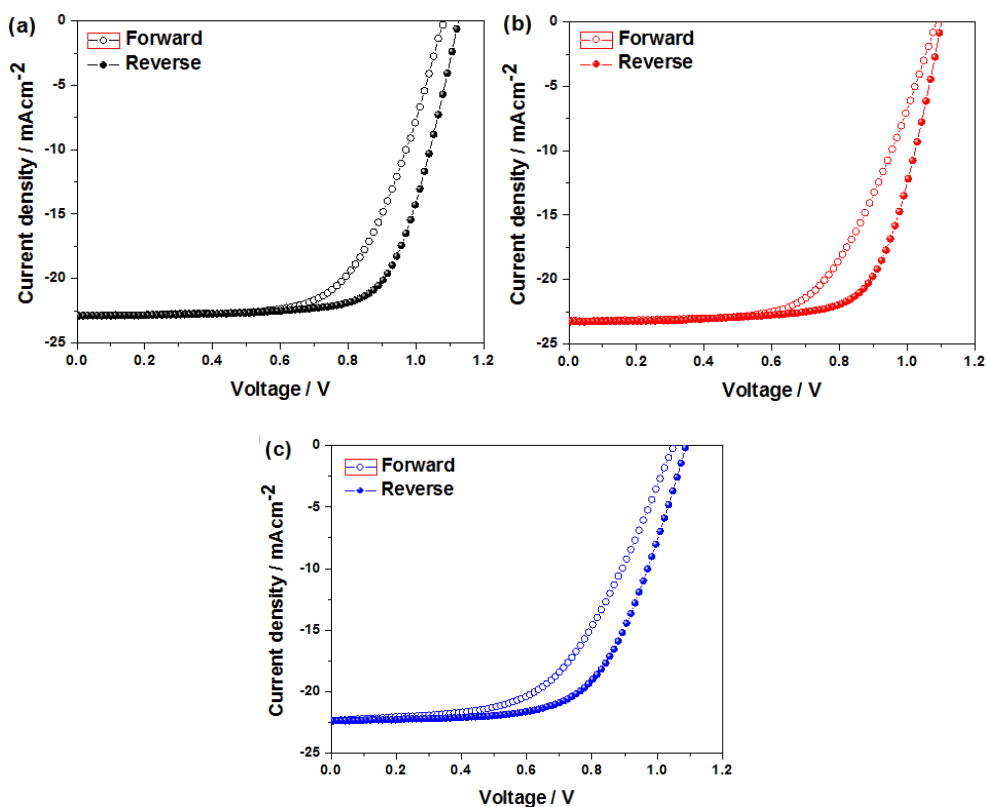 (a)
Forward
Reverse
Current density / mAcm-2
0
-5
-10
-15
-20
-25
0.0 0.2 0.4 0.6 0.8 1.0 1.2
Voltage / V
(b)
Forward
Reverse
Current density / mAcm-2
0
-5
-10
-15
-20
-25
0.0 0.2 0.4 0.6 0.8 1.0 1.2
Voltage / V
(c)
Forward
Reverse
Current density / mAcm-2
0
-5
-10
-15
-20
-25
0.0 0.2 0.4 0.6 0.8 1.0 1.2
Voltage / V